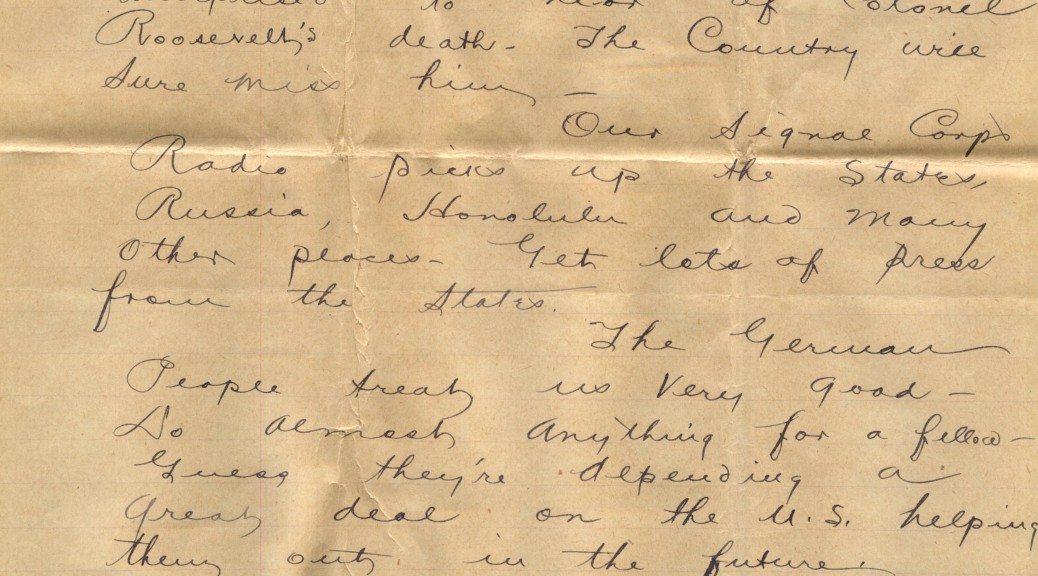 surprised to hear of Colonel
Roosevelt's death - The Country will
Sure miss him -
Our Signal Corps
Radio picks up the States,
Russia, Honolulu and many
other places - Get lots of press
from the States.
The German
People treat us very good -
Do almost anything for a fellow -
Guess they're depending a
great deal on the U.S. helping
them out in the future.